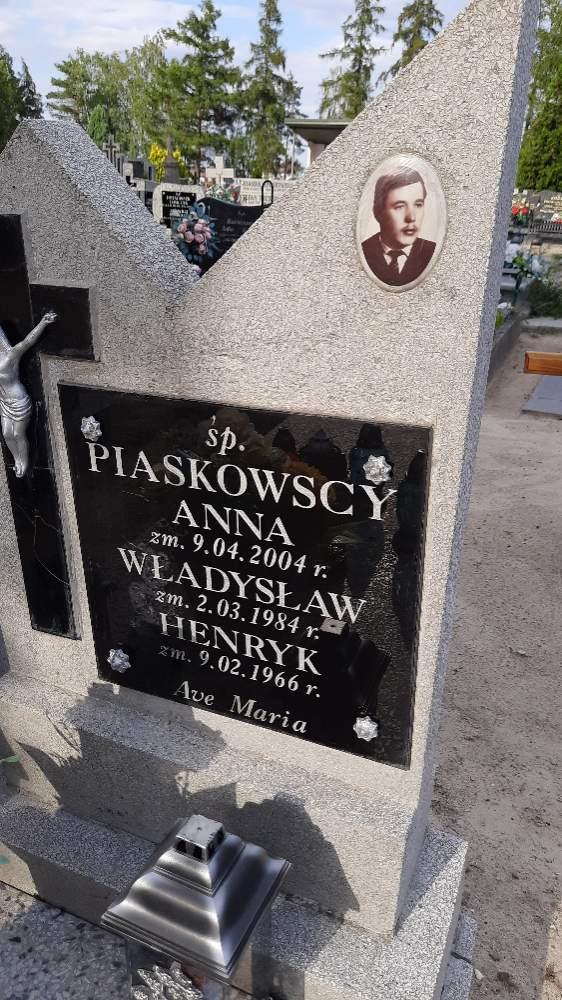 śp.
PIASKOWSCY
ANNA
zm. 9.04.2004 r.
WŁADYSŁAW
zm. 2.03.1984 r.
HENRYK
zm. 9.02.1966 r.
Ave Maria